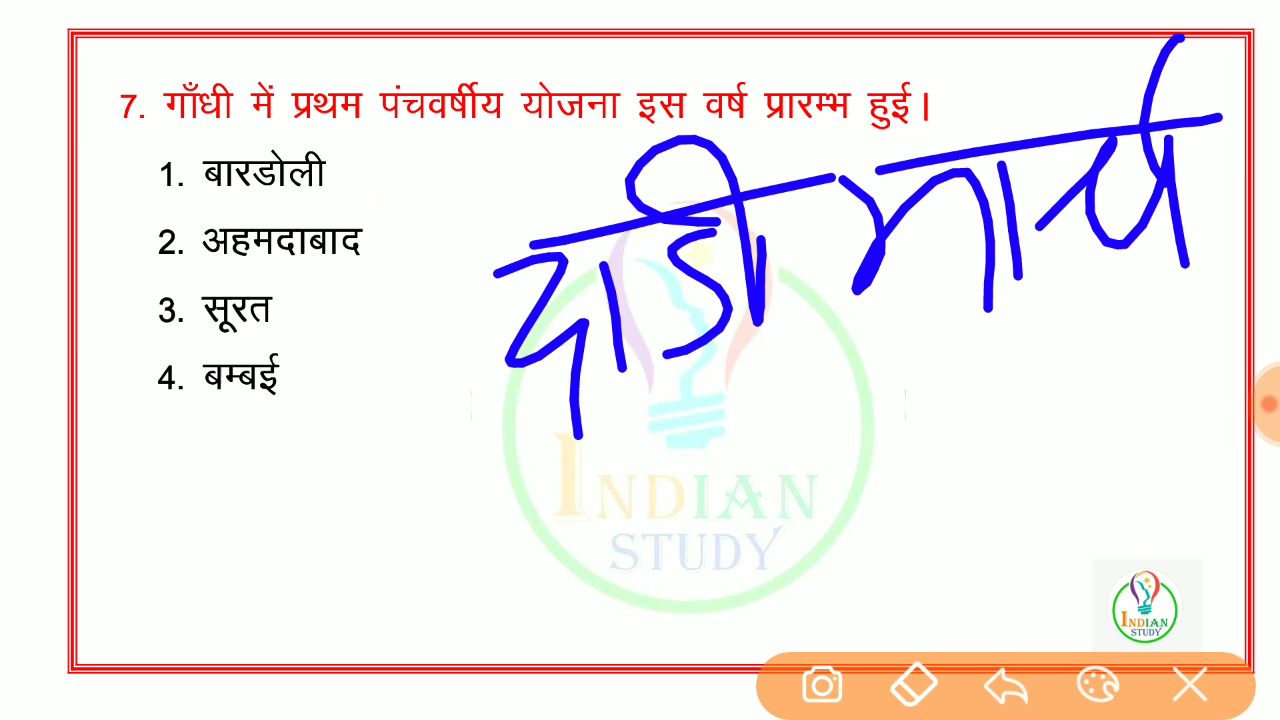 7. गाँधी में प्रथम पंचवर्षीय योजना इस वर्ष प्रारम्भ हुई।
1. बारडोली
2. अहमदाबाद
3. सूरत
4. बम्बई
दाडी मार्च
INDIAN
STUDY
INDIAN
STUDY